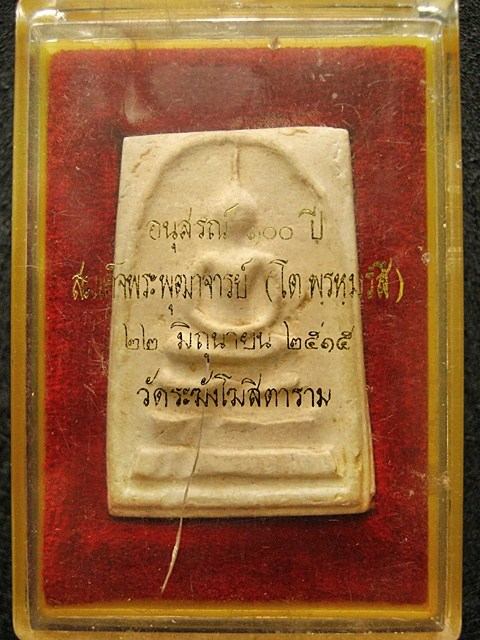 อนุสรณ์ ๑๐๐ ปี
สมเด็จพระพุฒาจารย์ (โต พฺรหฺมรํสี)
๒๒ มิถุนายน ๒๕๑๕
วัดระฆังโฆสิตาราม